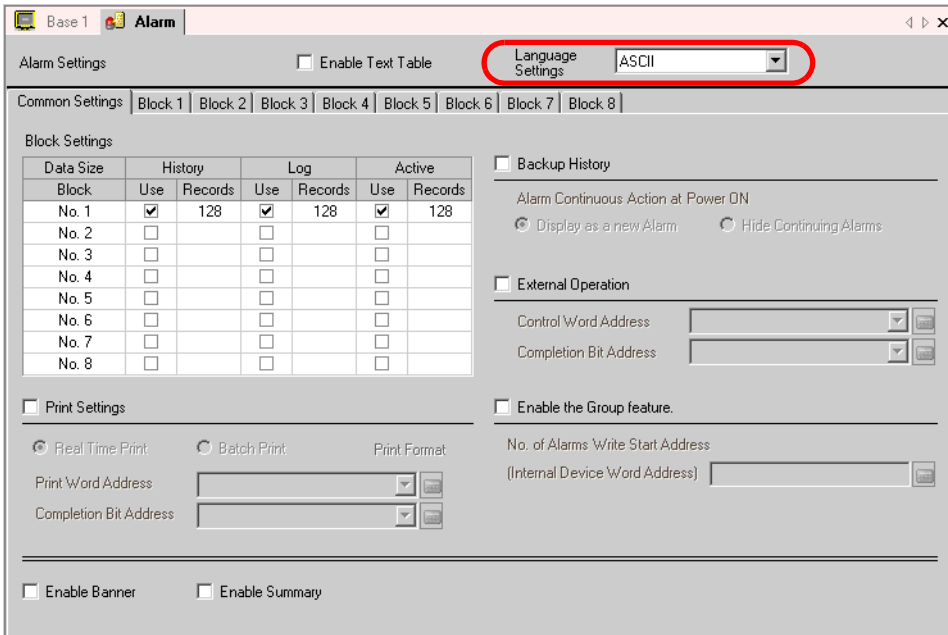 Base 1 Alarm
Alarm Settings Enable Text Table Language Settings ASCII
Common Settings Block 1 Block 2 Block 3 Block 4 Block 5 Block 6 Block 7 Block 8
Block Settings
Data Size History Log Active
Block Use Records Use Records Use Records
No. 1 128 128 128
No. 2
No. 3
No. 4
No. 5
No. 6
No. 7
No. 8
Backup History
Alarm Continuous Action at Power ON
Display as a new Alarm Hide Continuing Alarms
External Operation
Control Word Address
Completion Bit Address
Print Settings
Real Time Print Batch Print Print Format
Print Word Address
Completion Bit Address
Enable the Group feature.
No. of Alarms Write Start Address
(Internal Device Word Address)
Enable Banner Enable Summary